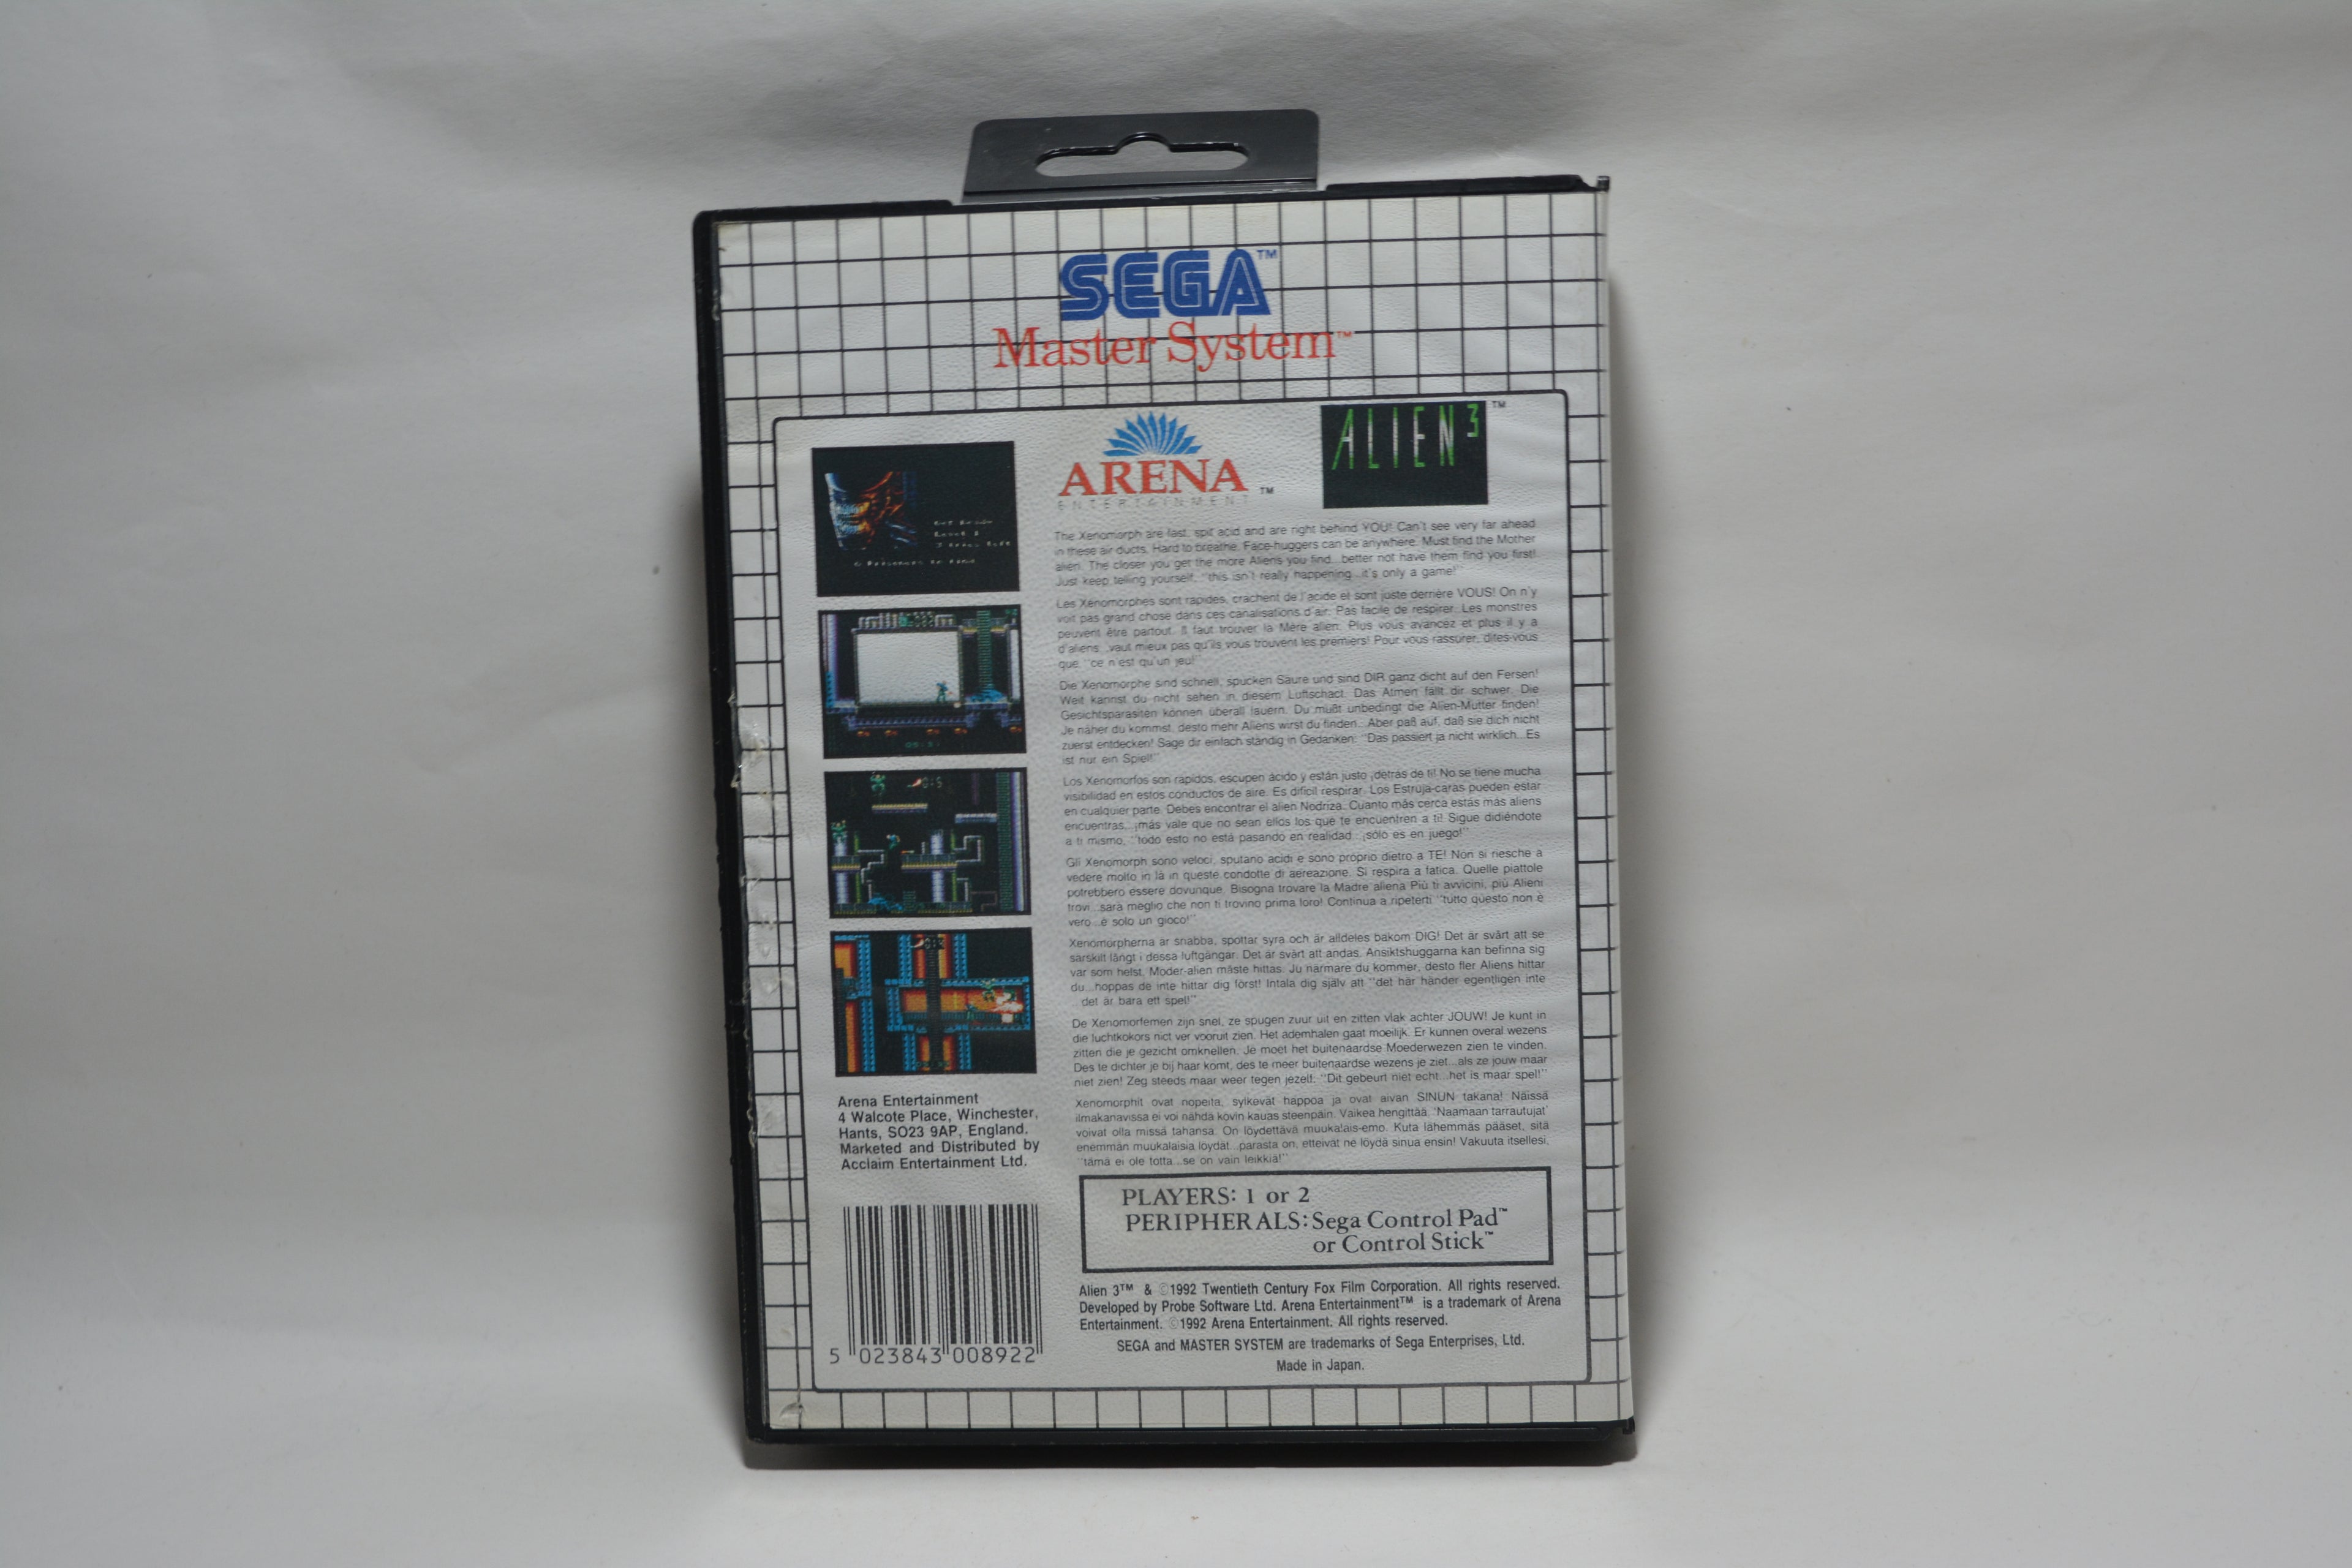 SEGA™
Master System™
ARENA™
ENTERTAINMENT
ALIEN 3™
Level 1
The Xenomorph are fast, spit acid and are right behind YOU! Can't see very far ahead
in these air ducts. Hard to breathe. Face-huggers can be anywhere. Must find the Mother
alien. The closer you get the more Aliens you find...better not have them find you first!
Just keep telling yourself, "this isn't really happening...it's only a game!"
Les Xénomorphes sont rapides, crachent de l'acide et sont juste derrière VOUS! On n'y
voit pas grand chose dans ces canalisations d'air. Pas facile de respirer. Les monstres
peuvent être partout. Il faut trouver la Mère alien. Plus vous avancez et plus il y a
d'aliens...vaut mieux pas qu'ils vous trouvent les premiers! Pour vous rassurer, dites-vous
que, "ce n'est qu'un jeu!"
Die Xenomorphe sind schnell, spucken Säure und sind DIR ganz dicht auf den Fersen!
Weit kannst du nicht sehen in diesem Luftschact. Das Atmen fällt dir schwer. Die
Gesichtsparasiten können überall lauern. Du mußt unbedingt die Alien-Mutter finden!
Je näher du kommst, desto mehr Aliens wirst du finden. Aber paß auf, daß sie dich nicht
zuerst entdecken! Sage dir einfach ständig in Gedanken: "Das passiert ja nicht wirklich...Es
ist nur ein Spiel!"
Los Xenomorfos son rápidos, escupen ácido y están justo ¡detrás de ti! No se tiene mucha
visibilidad en estos conductos de aire. Es difícil respirar. Los Estruja-caras pueden estar
en cualquier parte. Debes encontrar el alien Nodriza. Cuanto más cerca estás más aliens
encuentras...¡más vale que no sean ellos los que te encuentren a ti! Sigue didiéndote
a ti mismo, "todo esto no está pasando en realidad...¡sólo es en juego!"
Gli Xenomorph sono veloci, sputano acidi e sono proprio dietro a TE! Non si riesche a
vedere molto in là in queste condotte di aereazione. Si respira a fatica. Quelle piattole
potrebbero essere dovunque. Bisogna trovare la Madre aliena Più ti avvicini, più Alieni
trovi...sarà meglio che non ti trovino prima loro! Continua a ripeterti "tutto questo non è
vero...è solo un gioco!"
Xenomorpherna är snabba, spottar syra och är alldeles bakom DIG! Det är svårt att se
särskilt långt i dessa luftgångar. Det är svårt att andas. Ansiktshuggarna kan befinna sig
var som helst. Moder-alien måste hittas. Ju närmare du kommer, desto fler Aliens hittar
du...hoppas de inte hittar dig först! Intala dig själv att "det här händer egentligen inte
det är bara ett spel!"
De Xenomorfemen zijn snel, ze spugen zuur uit en zitten vlak achter JOUW! Je kunt in
die luchtkokors nict ver vooruit zien. Het ademhalen gaat moeilijk. Er kunnen overal wezens
zitten die je gezicht omknellen. Je moet het buitenaardse Moederwezen zien te vinden.
Des te dichter je bij haar komt, des te meer buitenaardse wezens je ziet...als ze jouw maar
niet zien! Zeg steeds maar weer tegen jezelf: "Dit gebeurt niet echt...het is maar spel!"
Xenomorphit ovat nopeita, sylkevät happoa ja ovat aivan SINUN takana! Näissä
ilmakanavissa ei voi nähdä kovin kauas steenpäin. Vaikea hengittää. 'Naamaan tarrautujat'
voivat olla missä tahansa. On löydettävä muukalais-emo. Kuta lähemmäs pääset, sitä
enemmän muukalaisia löydät...parasta on, etteivät ne löydä sinua ensin! Vakuuta itsellesi,
"tämä ei ole totta...se on vain leikkiä!"
Arena Entertainment
4 Walcote Place, Winchester,
Hants, SO23 9AP, England.
Marketed and Distributed by
Acclaim Entertainment Ltd.
5 023843 008922
PLAYERS: 1 or 2
PERIPHERALS: Sega Control Pad™
or Control Stick™
Alien 3™ & ©1992 Twentieth Century Fox Film Corporation. All rights reserved.
Developed by Probe Software Ltd. Arena Entertainment™ is a trademark of Arena
Entertainment. ©1992 Arena Entertainment. All rights reserved.
SEGA and MASTER SYSTEM are trademarks of Sega Enterprises, Ltd.
Made in Japan.